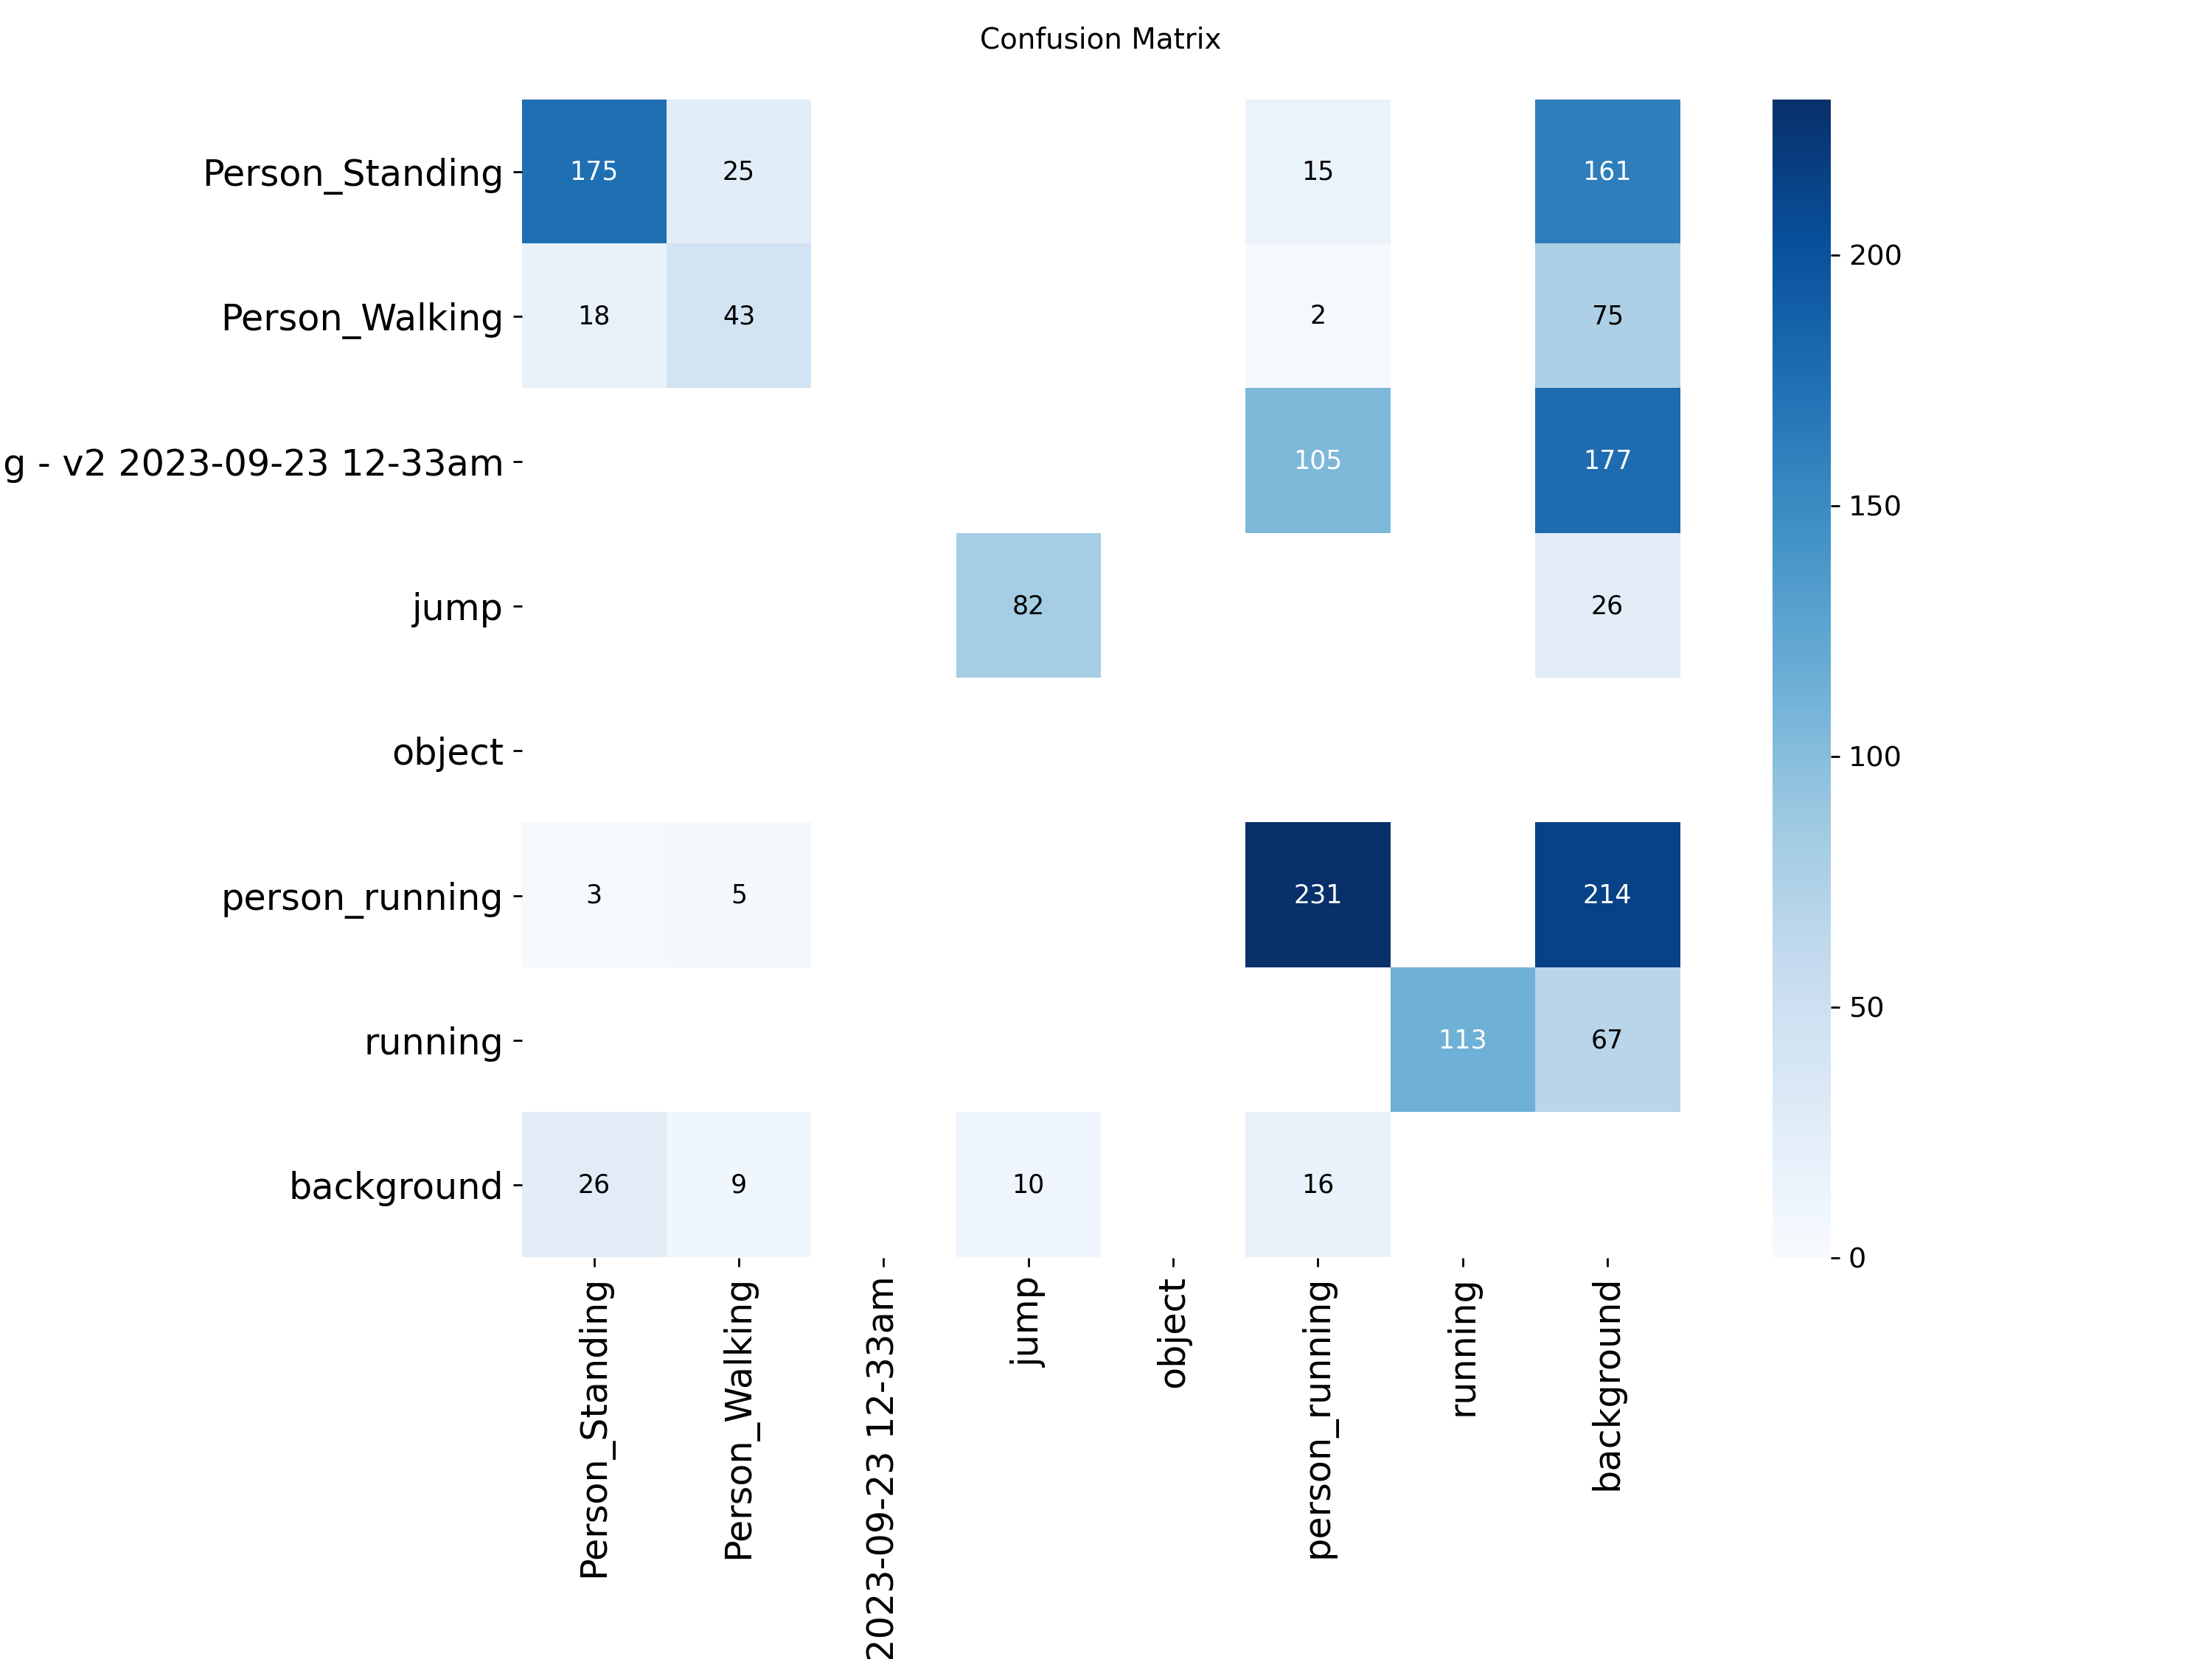 Confusion Matrix
Person_Standing 175 25 15 161
200
Person_Walking 18 43 2 75
g - v2 2023-09-23 12-33am 105 177
150
jump 82 26
object
100
person_running 3 5 231 214
50
running 113 67
background 26 9 10 16
0
Person_Standing
Person_Walking
2023-09-23 12-33am
jump
object
person_running
running
background